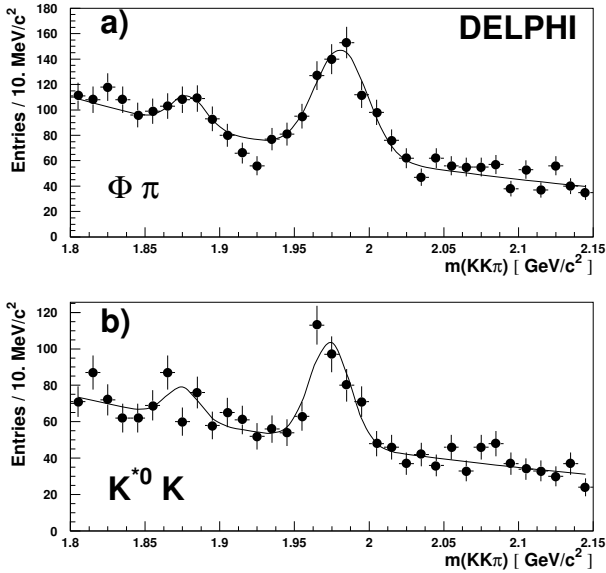 a)
DELPHI
Entries / 10. MeV/c²
180
160
140
120
100
80
60
40
20
0
Φ π
1.8 1.85 1.9 1.95 2 2.05 2.1 2.15
m(KKπ) [ GeV/c² ]
b)
Entries / 10. MeV/c²
120
100
80
60
40
20
0
K*⁰ K
1.8 1.85 1.9 1.95 2 2.05 2.1 2.15
m(KKπ) [ GeV/c² ]